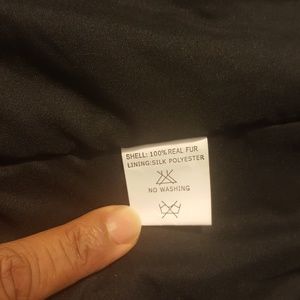 SHELL: 100% REAL FUR
LINING: SILK POLYESTER
NO WASHING